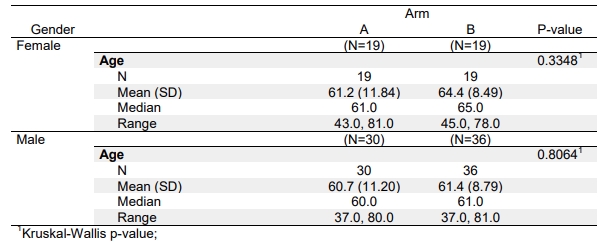 Arm
Gender A B P-value
Female (N=19) (N=19)
Age 0.3348¹
N 19 19
Mean (SD) 61.2 (11.84) 64.4 (8.49)
Median 61.0 65.0
Range 43.0, 81.0 45.0, 78.0
Male (N=30) (N=36)
Age 0.8064¹
N 30 36
Mean (SD) 60.7 (11.20) 61.4 (8.79)
Median 60.0 61.0
Range 37.0, 80.0 37.0, 81.0
¹Kruskal-Wallis p-value;